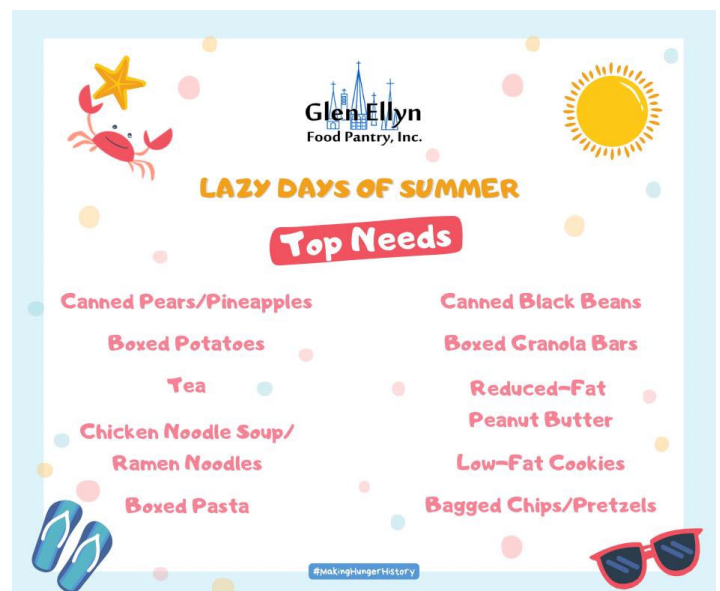 Glen Ellyn
Food Pantry, Inc.
LAZY DAYS OF SUMMER
Top Needs
Canned Pears/Pineapples
Boxed Potatoes
Tea
Chicken Noodle Soup/
Ramen Noodles
Boxed Pasta
Canned Black Beans
Boxed Granola Bars
Reduced-Fat
Peanut Butter
Low-Fat Cookies
Bagged Chips/Pretzels
#MakingHungerHistory